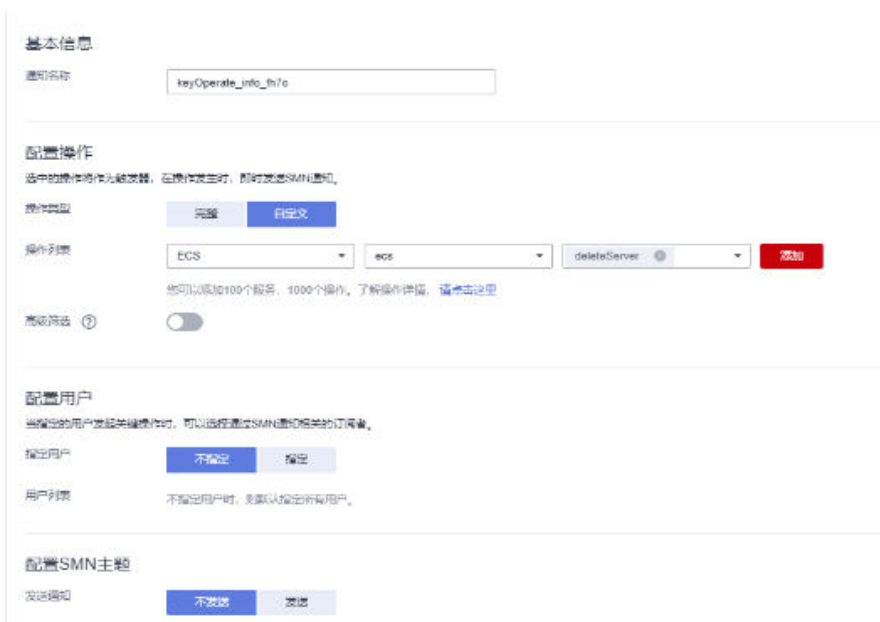 基本信息
通知名称
keyOperate_info_fh7o
配置操作
选中的操作将作为触发器，在操作发生时，即时发送SMN通知。
操作类型
完整 自定义
操作列表
ECS ecs deleteServer 添加
您可以添加100个服务、1000个操作。了解操作详情，请点击这里
高级筛选 ?
配置用户
当指定的用户发起关键操作时，可以选择通过SMN通知相关的订阅者。
指定用户
不指定 指定
用户列表
不指定用户时，则默认指定所有用户。
配置SMN主题
发送通知
不发送 发送